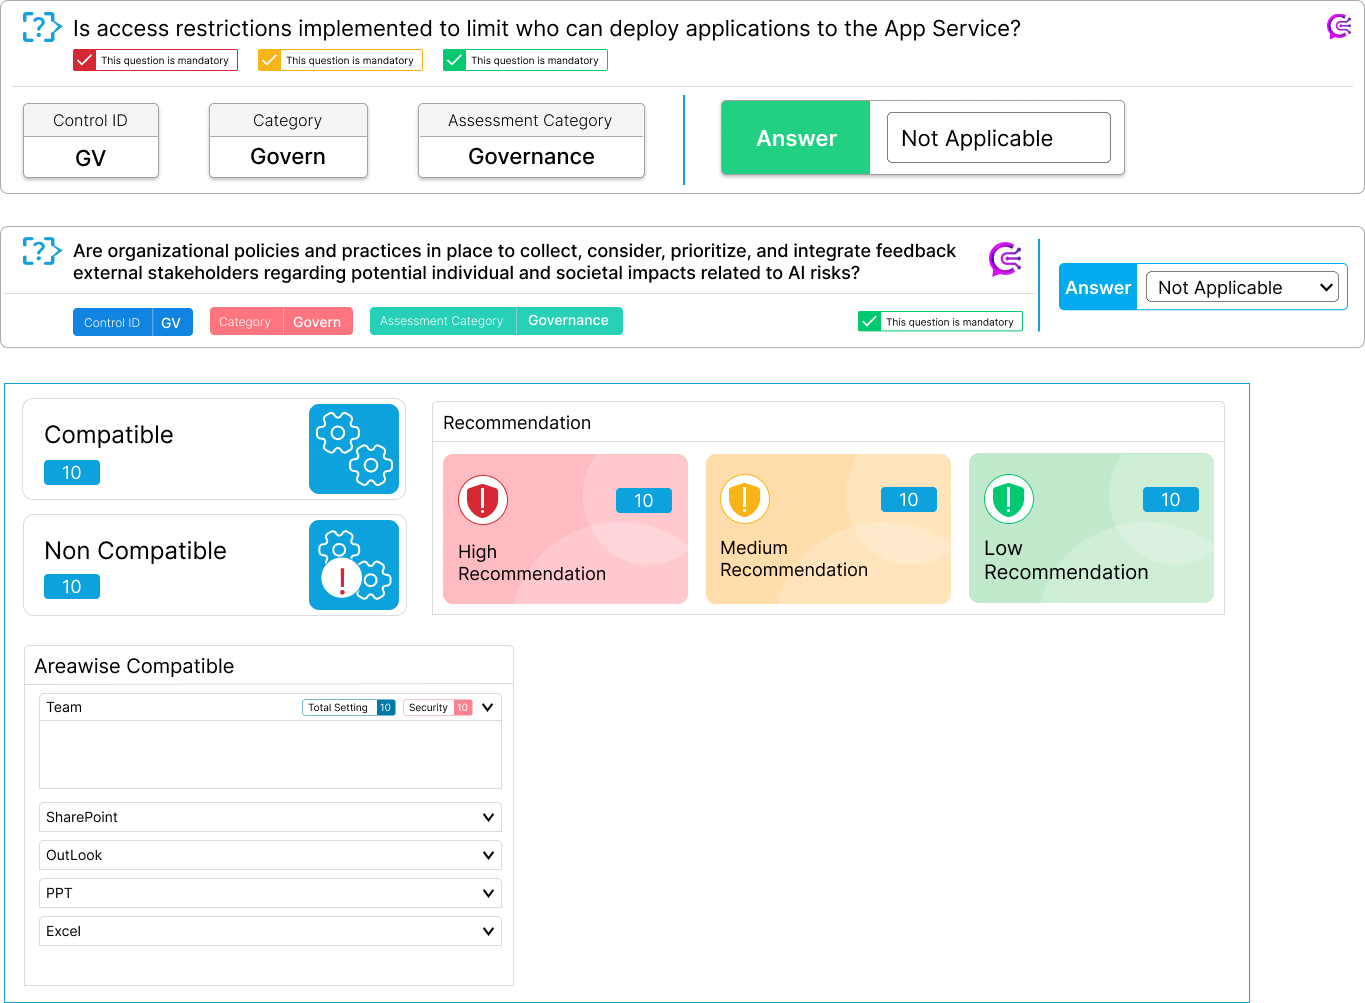 Is access restrictions implemented to limit who can deploy applications to the App Service?
This question is mandatory
This question is mandatory
This question is mandatory
Control ID
GV
Category
Govern
Assessment Category
Governance
Answer
Not Applicable
Are organizational policies and practices in place to collect, consider, prioritize, and integrate feedback
external stakeholders regarding potential individual and societal impacts related to AI risks?
Control ID GV
Category Govern
Assessment Category Governance
This question is mandatory
Answer
Not Applicable
Compatible
10
Non Compatible
10
Recommendation
10
High
Recommendation
10
Medium
Recommendation
10
Low
Recommendation
Areawise Compatible
Team
Total Setting 10
Security 10
SharePoint
OutLook
PPT
Excel